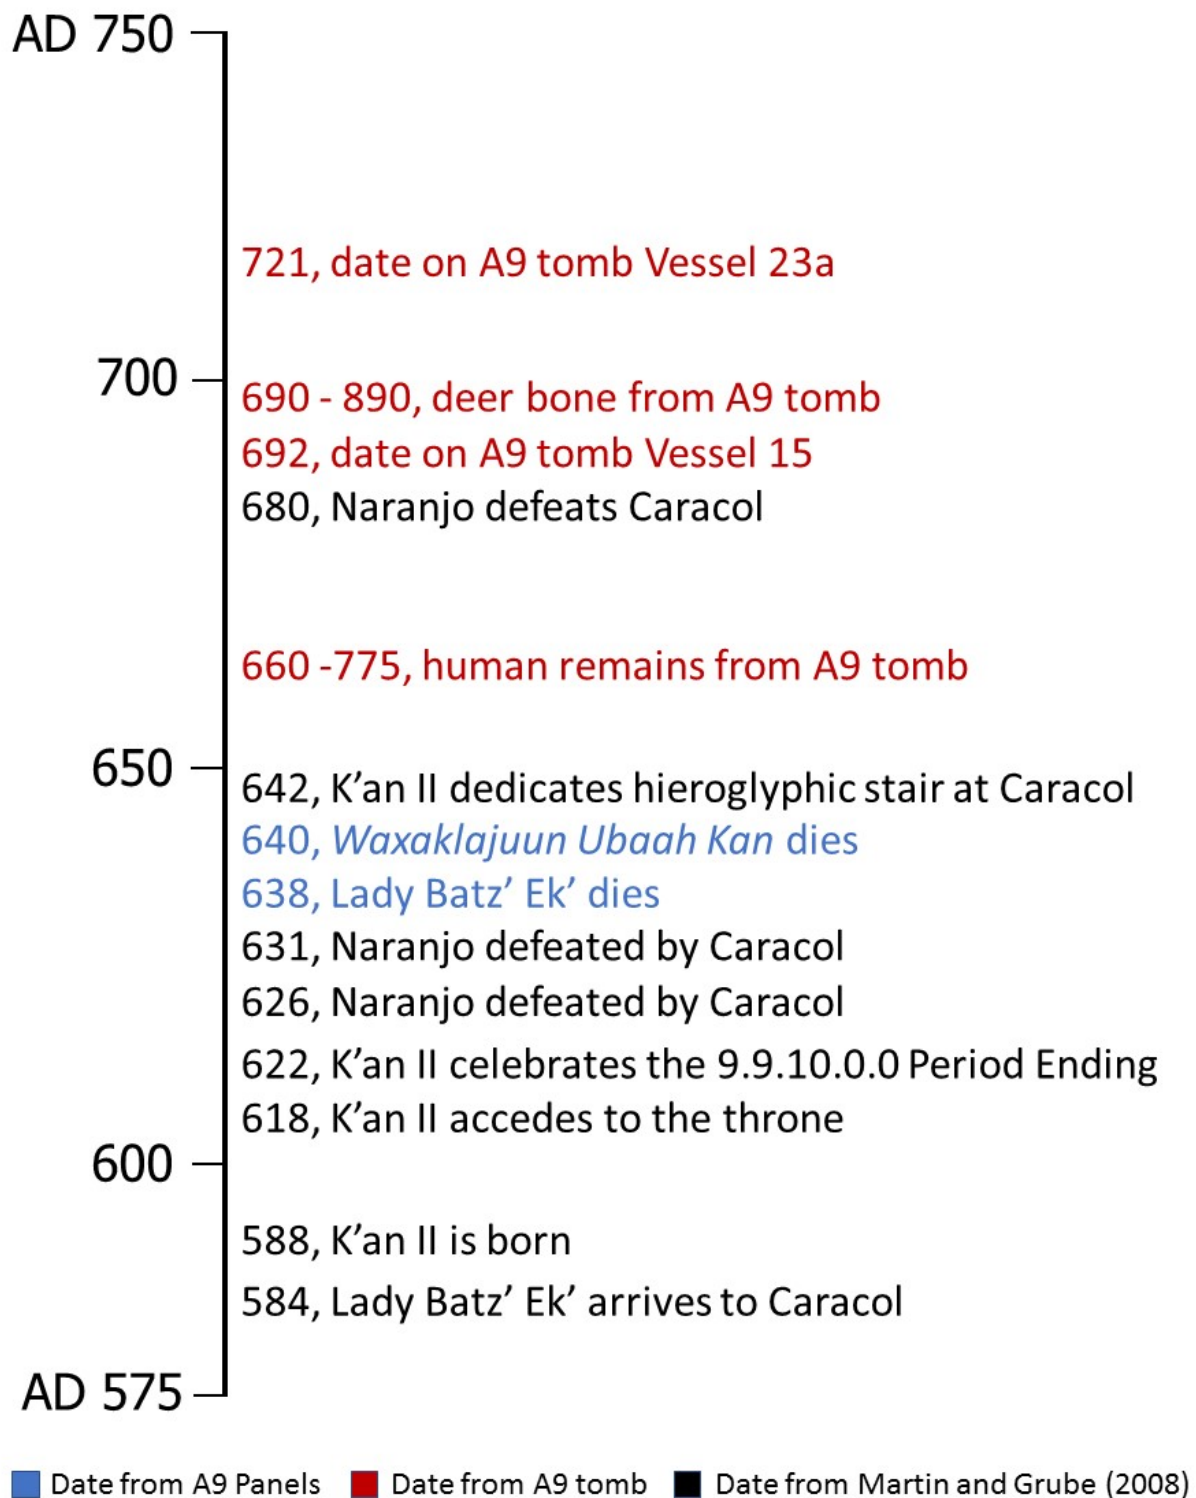 AD 750
721, date on A9 tomb Vessel 23a
700
690 - 890, deer bone from A9 tomb
692, date on A9 tomb Vessel 15
680, Naranjo defeats Caracol
660 -775, human remains from A9 tomb
650
642, K’an II dedicates hieroglyphic stair at Caracol
640, Waxaklajuun Ubaah Kan dies
638, Lady Batz’ Ek’ dies
631, Naranjo defeated by Caracol
626, Naranjo defeated by Caracol
622, K’an II celebrates the 9.9.10.0.0 Period Ending
618, K’an II accedes to the throne
600
588, K’an II is born
584, Lady Batz’ Ek’ arrives to Caracol
AD 575
Date from A9 Panels Date from A9 tomb Date from Martin and Grube (2008)